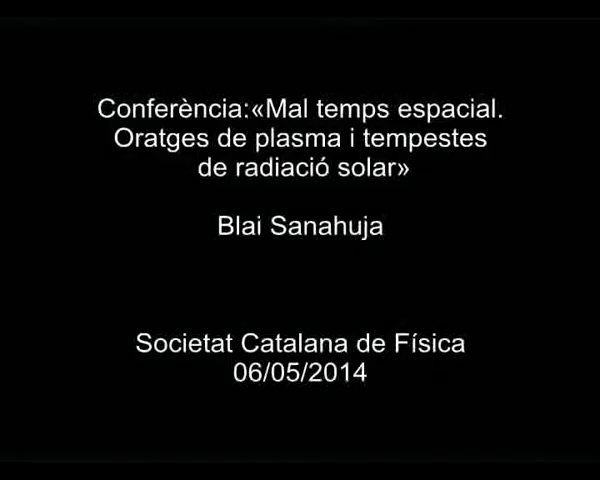 Conferència:«Mal temps espacial.
Oratges de plasma i tempestes
de radiació solar»
Blai Sanahuja
Societat Catalana de Física
06/05/2014